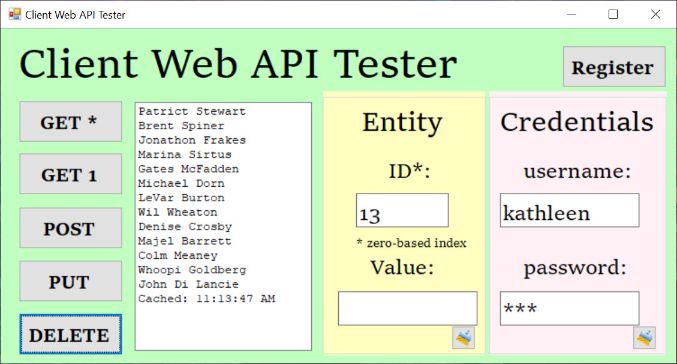 Client Web API Tester
Client Web API Tester
Register
GET *
GET 1
POST
PUT
DELETE
Patrict Stewart
Brent Spiner
Jonathon Frakes
Marina Sirtus
Gates McFadden
Michael Dorn
LeVar Burton
Wil Wheaton
Denise Crosby
Majel Barrett
Colm Meaney
Whoopi Goldberg
John Di Lancie
Cached: 11:13:47 AM
Entity
ID*:
13
* zero-based index
Value:
Credentials
username:
kathleen
password:
***